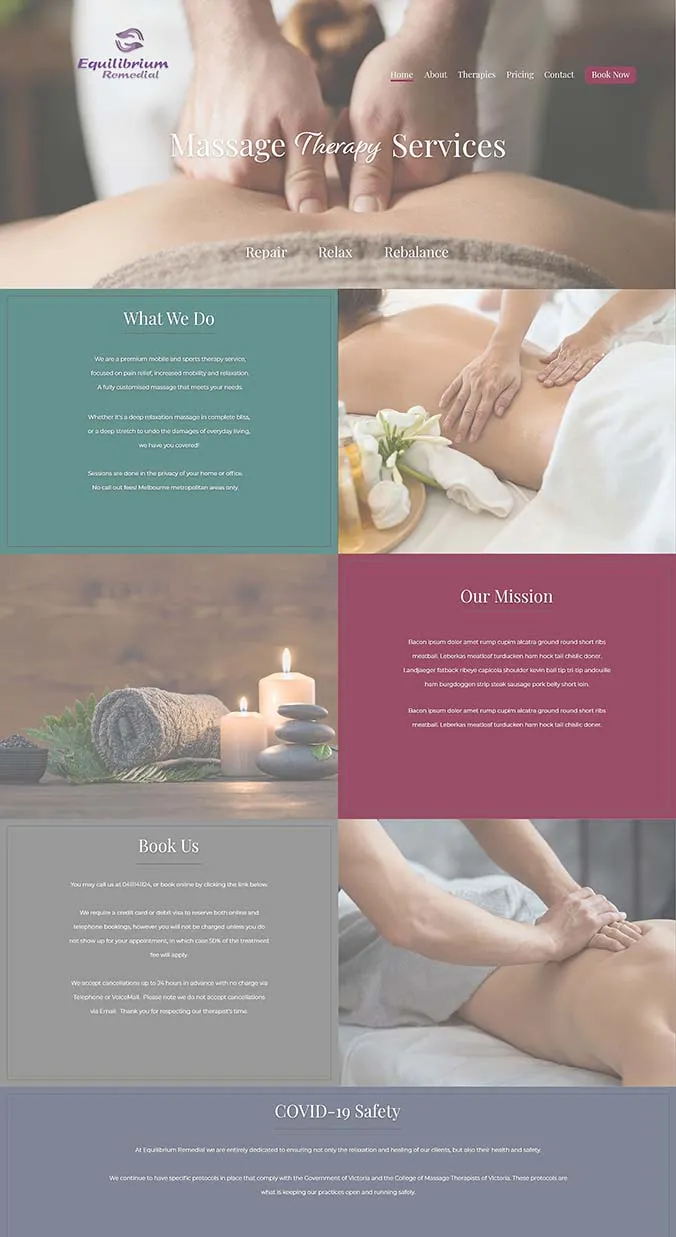 Equilibrium
Remedial
Home About Therapies Pricing Contact Book Now
Massage Therapy Services
Repair Relax Rebalance
What We Do
We are a premium mobile and sports therapy service,
focused on pain relief, increased mobility and relaxation.
A fully customised massage that meets your needs.
Whether it's a deep relaxation massage in complete bliss,
or a deep stretch to undo the damages of everyday living,
we have you covered!
Sessions are done in the privacy of your home or office.
No call out fees! Melbourne metropolitan areas only.
Our Mission
Bacon ipsum dolor amet rump cupim alcatra ground round short ribs
meatball. Leberkas meatloaf turducken ham hock tail chislic doner.
Landjaeger fatback ribeye capicola shoulder kevin ball tip tri-tip andouille
ham burgdoggen strip steak sausage pork belly short loin.
Bacon ipsum dolor amet rump cupim alcatra ground round short ribs
meatball. Leberkas meatloaf turducken ham hock tail chislic doner.
Book Us
You may call us at or book online by clicking the link below.
We require a credit card or debit visa to reserve both online and
telephone bookings, however you will not be charged unless you do
not show up for your appointment, in which case 50% of the treatment
fee will apply.
We accept cancellations up to 24 hours in advance with no charge via
Telephone or VoiceMail. Please note we do not accept cancellations
via Email. Thank you for respecting our therapist's time.
COVID-19 Safety
At Equilibrium Remedial we are entirely dedicated to ensuring not only the relaxation and healing of our clients, but also their health and safety.
We continue to have specific protocols in place that comply with the Government of Victoria and the College of Massage Therapists of Victoria. These protocols are
what is keeping our practices open and running safely.